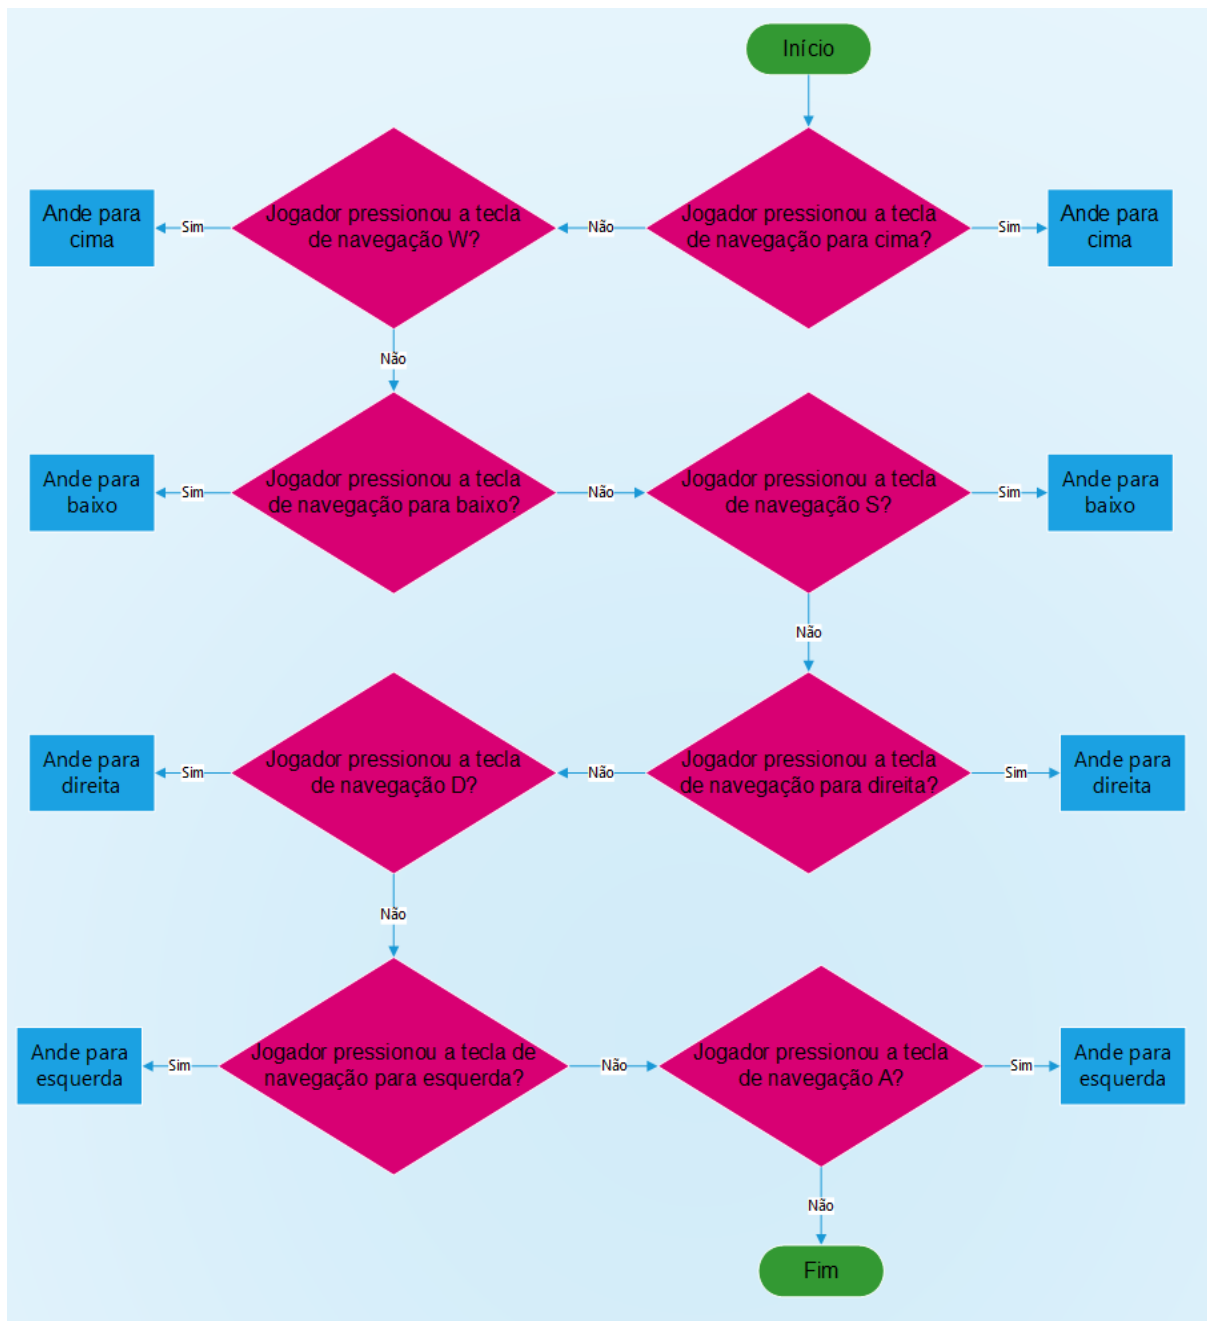 Início
Jogador pressionou a tecla
de navegação para cima?
Sim
Ande para
cima
Não
Jogador pressionou a tecla
de navegação W?
Sim
Ande para
cima
Não
Jogador pressionou a tecla
de navegação para baixo?
Sim
Ande para
baixo
Não
Jogador pressionou a tecla
de navegação S?
Sim
Ande para
baixo
Não
Jogador pressionou a tecla
de navegação para direita?
Sim
Ande para
direita
Não
Jogador pressionou a tecla
de navegação D?
Sim
Ande para
direita
Não
Jogador pressionou a tecla de
navegação para esquerda?
Sim
Ande para
esquerda
Não
Jogador pressionou a tecla
de navegação A?
Sim
Ande para
esquerda
Não
Fim